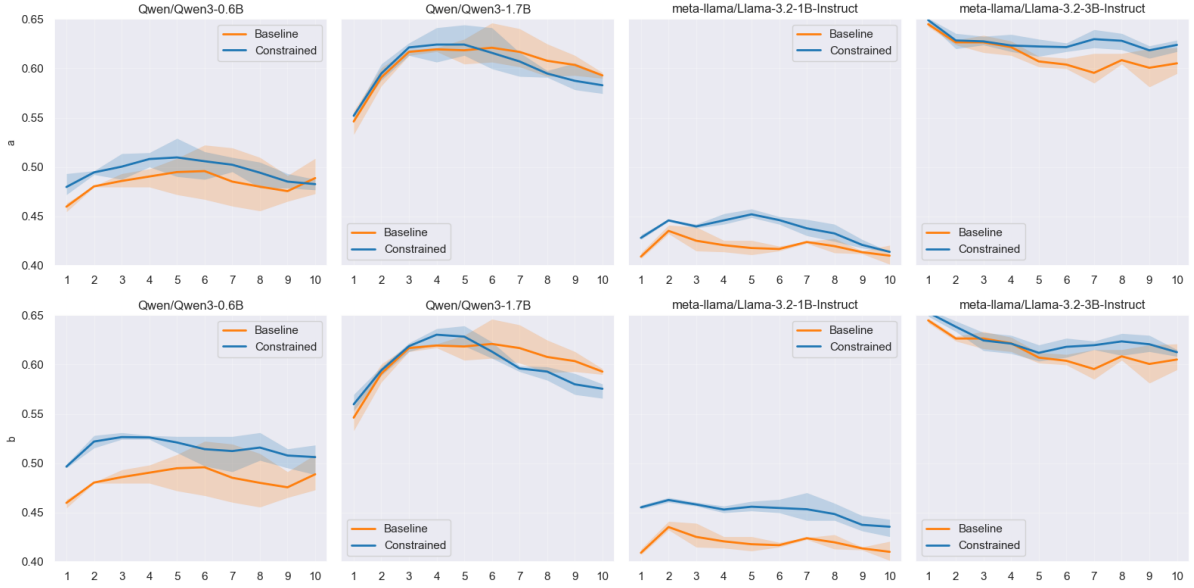 Qwen/Qwen3-0.6B
Qwen/Qwen3-1.7B
meta-llama/Llama-3.2-1B-Instruct
meta-llama/Llama-3.2-3B-Instruct
a
0.65
0.60
0.55
0.50
0.45
0.40
Baseline
Constrained
Baseline
Constrained
Baseline
Constrained
Baseline
Constrained
1 2 3 4 5 6 7 8 9 10
1 2 3 4 5 6 7 8 9 10
1 2 3 4 5 6 7 8 9 10
1 2 3 4 5 6 7 8 9 10
Qwen/Qwen3-0.6B
Qwen/Qwen3-1.7B
meta-llama/Llama-3.2-1B-Instruct
meta-llama/Llama-3.2-3B-Instruct
b
0.65
0.60
0.55
0.50
0.45
0.40
Baseline
Constrained
Baseline
Constrained
Baseline
Constrained
Baseline
Constrained
1 2 3 4 5 6 7 8 9 10
1 2 3 4 5 6 7 8 9 10
1 2 3 4 5 6 7 8 9 10
1 2 3 4 5 6 7 8 9 10